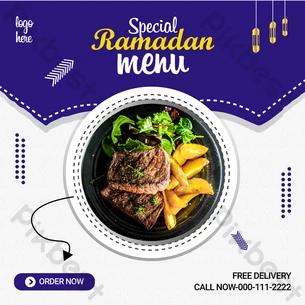 logo
here
Special
Ramadan
menu
ORDER NOW
FREE DELIVERY
CALL NOW-000-111-2222